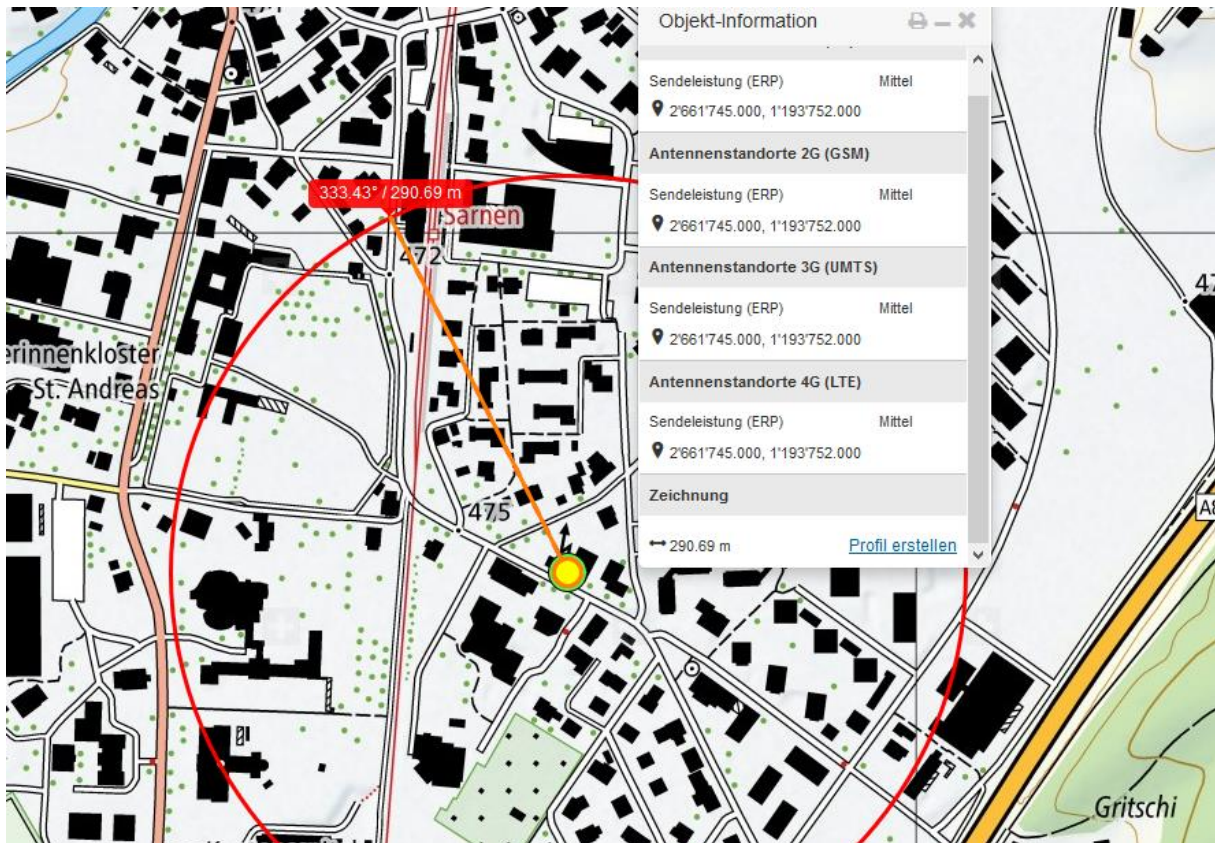 Objekt-Information
Sendeleistung (ERP) Mittel
2'661'745.000, 1'193'752.000
Antennenstandorte 2G (GSM)
Sendeleistung (ERP) Mittel
2'661'745.000, 1'193'752.000
Antennenstandorte 3G (UMTS)
Sendeleistung (ERP) Mittel
2'661'745.000, 1'193'752.000
Antennenstandorte 4G (LTE)
Sendeleistung (ERP) Mittel
2'661'745.000, 1'193'752.000
Zeichnung
290.69 m Profil erstellen
333.43° / 290.69 m
Sarnen
472
erinnenkloster
St. Andreas
475
A8
Gritschi